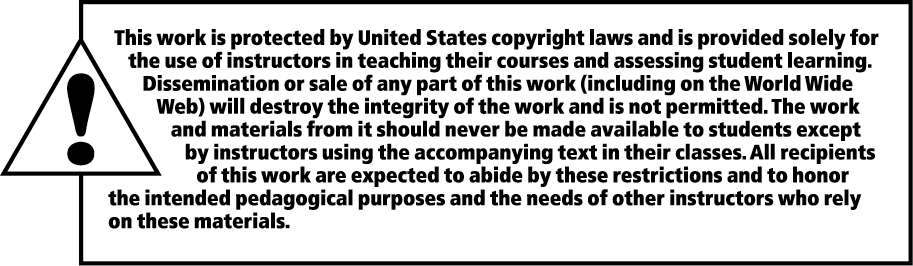 This work is protected by United States copyright laws and is provided solely for
the use of instructors in teaching their courses and assessing student learning.
Dissemination or sale of any part of this work (including on the World Wide
Web) will destroy the integrity of the work and is not permitted. The work
and materials from it should never be made available to students except
by instructors using the accompanying text in their classes. All recipients
of this work are expected to abide by these restrictions and to honor
the intended pedagogical purposes and the needs of other instructors who rely
on these materials.